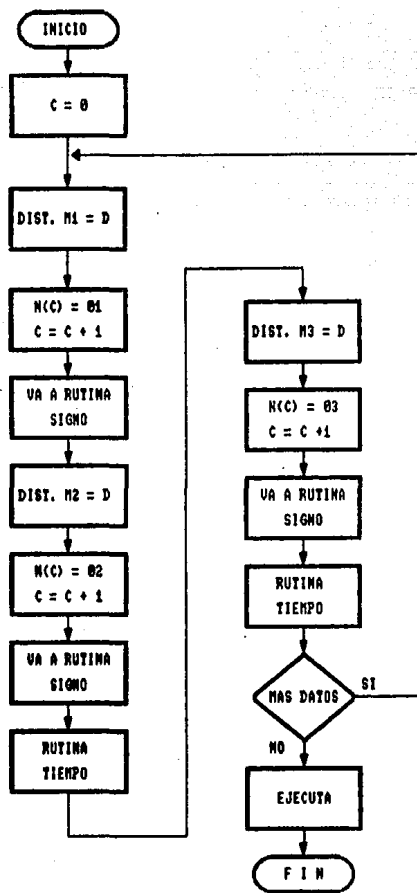 INICIO
C = 0
DIST. M1 = D
N(C) = 01
C = C + 1
VA A RUTINA
SIGNO
DIST. M2 = D
N(C) = 02
C = C + 1
VA A RUTINA
SIGNO
RUTINA
TIEMPO
DIST. M3 = D
N(C) = 03
C = C +1
VA A RUTINA
SIGNO
RUTINA
TIEMPO
MAS DATOS
SI
NO
EJECUTA
F I N